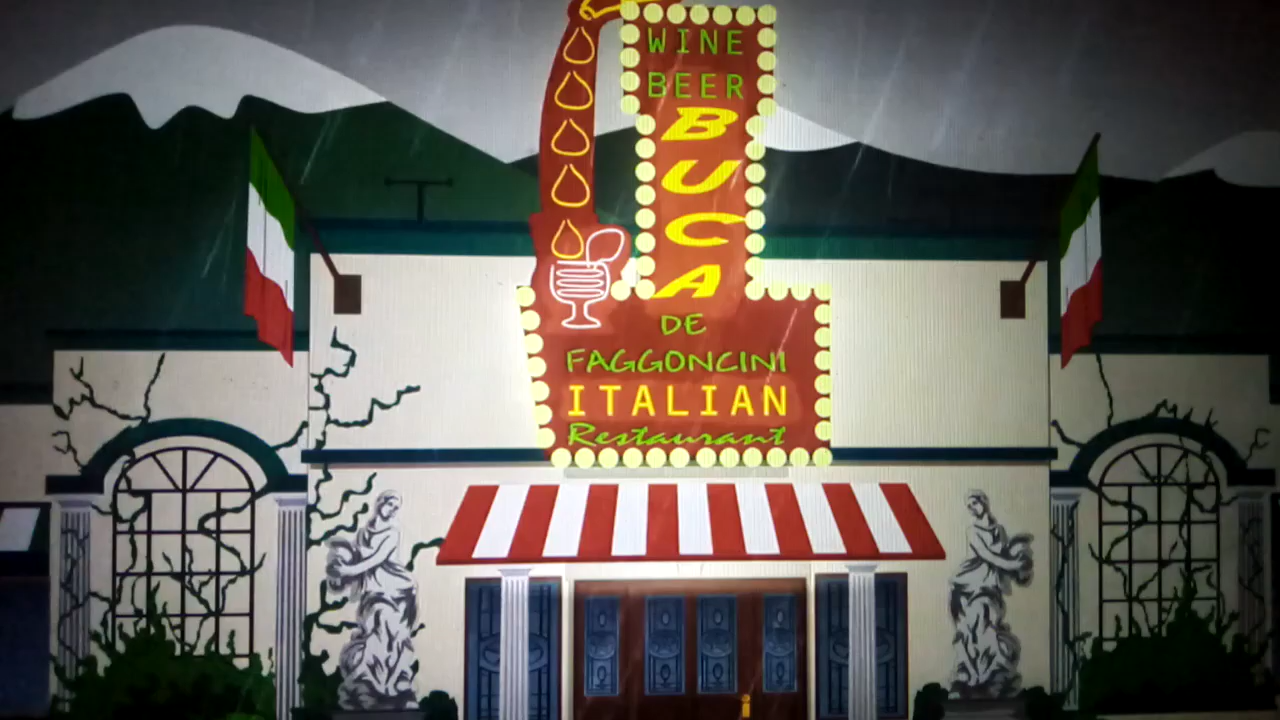 WINE
BEER
BUCA
DE
FAGGONCINI
ITALIAN
Restaurant